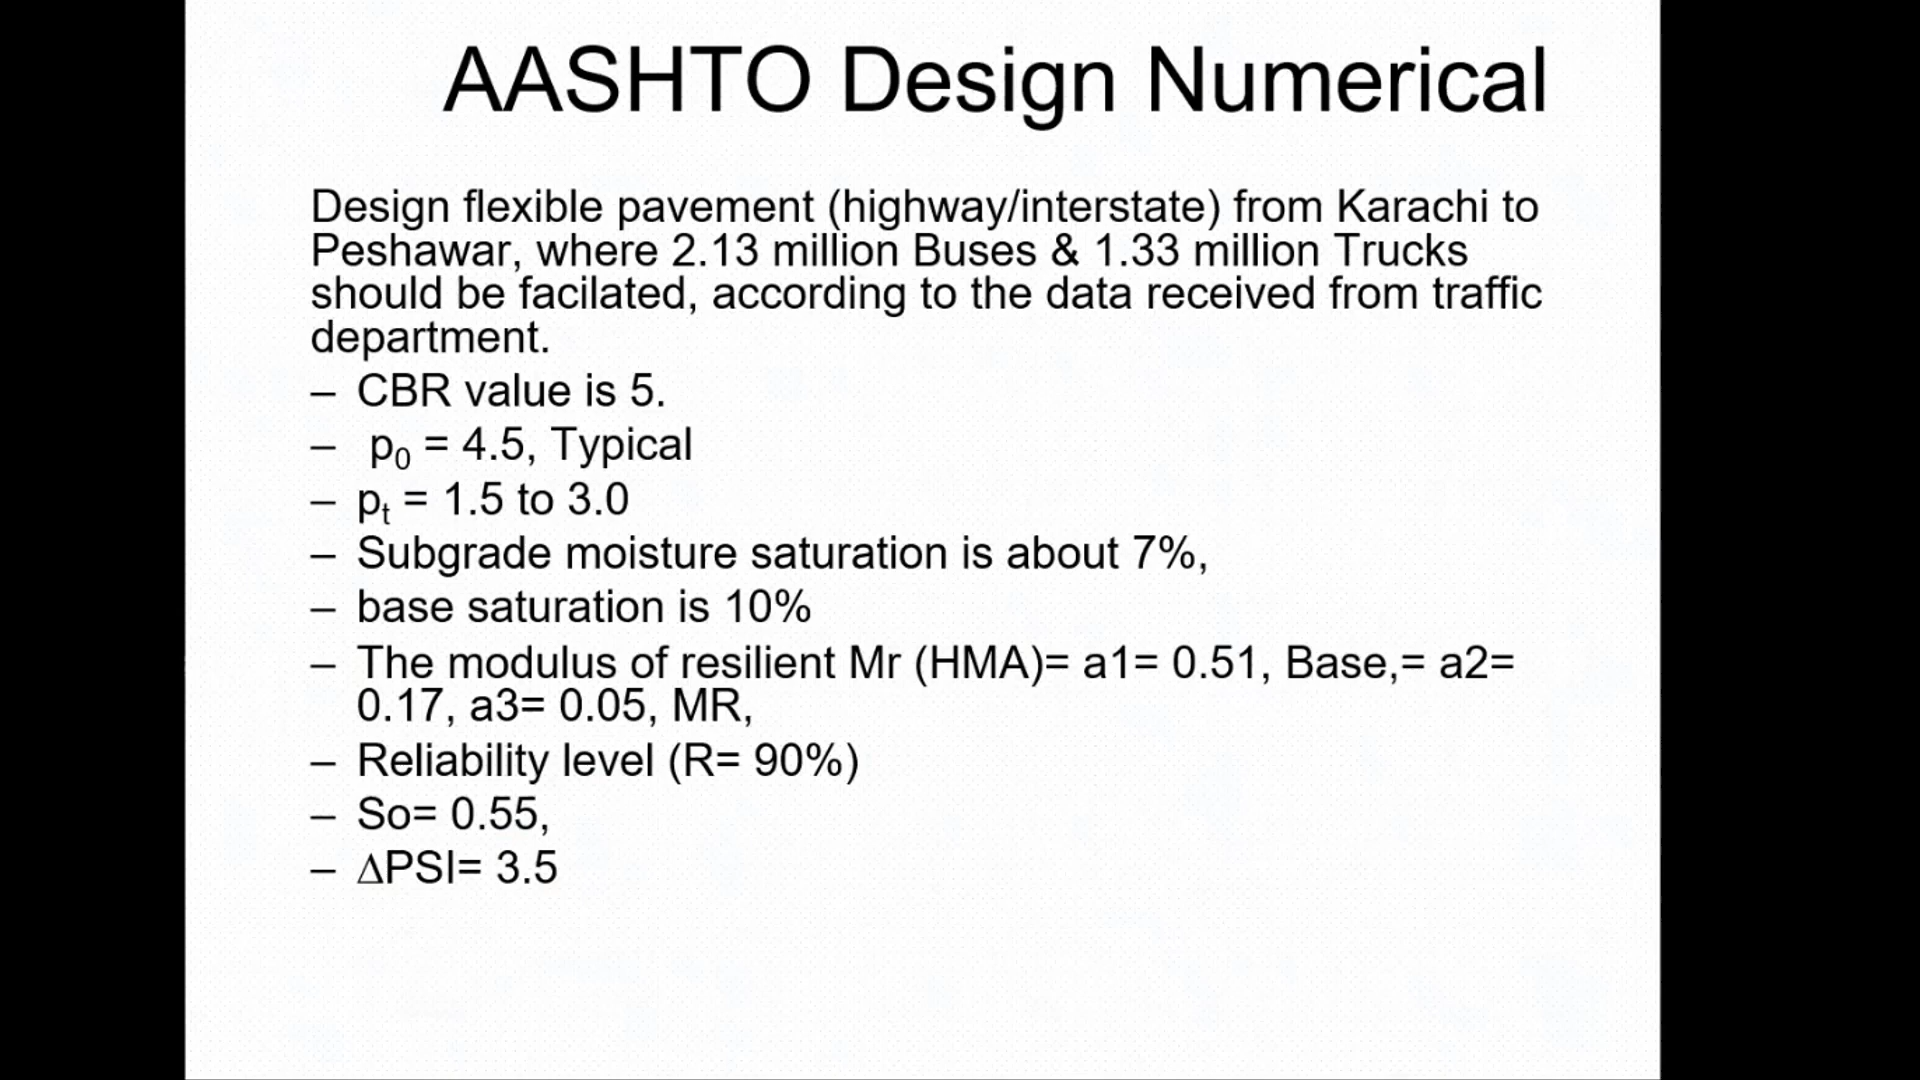 AASHTO Design Numerical
Design flexible pavement (highway/interstate) from Karachi to
Peshawar, where 2.13 million Buses & 1.33 million Trucks
should be facilated, according to the data received from traffic
department.
– CBR value is 5.
– p₀ = 4.5, Typical
– pₜ = 1.5 to 3.0
– Subgrade moisture saturation is about 7%,
– base saturation is 10%
– The modulus of resilient Mr (HMA)= a1= 0.51, Base,= a2=
0.17, a3= 0.05, MR,
– Reliability level (R= 90%)
– So= 0.55,
– ΔPSI= 3.5